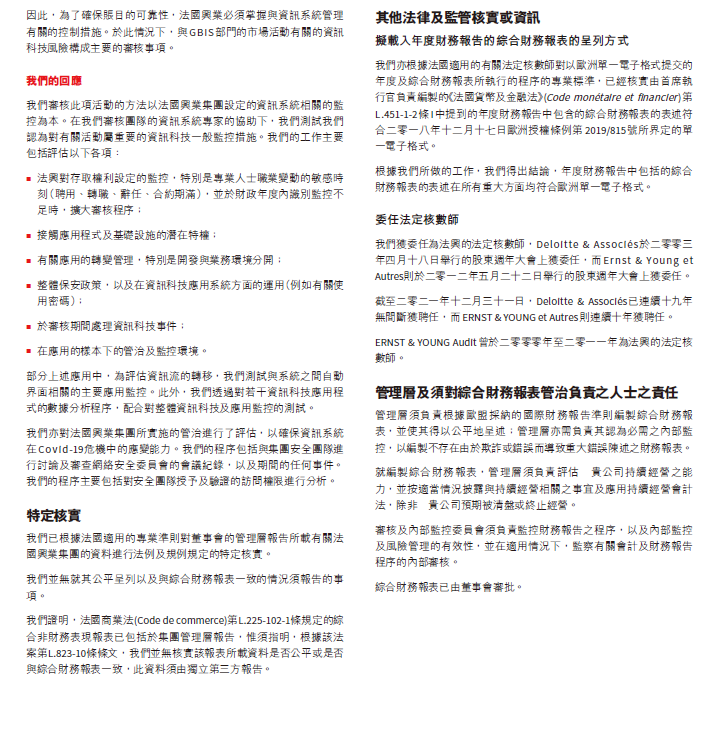 因此，為了確保賬目的可靠性，法國興業必須掌握與資訊系統管理
有關的控制措施。於此情況下，與GBIS部門的市場活動有關的資訊
科技風險構成主要的審核事項。
我們的回應
我們審核此項活動的方法以法國興業集團設定的資訊系統相關的監
控為本。在我們審核團隊的資訊系統專家的協助下，我們測試我們
認為對有關活動屬重要的資訊科技一般監控措施。我們的工作主要
包括評估以下各項：
▪ 法興對存取權利設定的監控，特別是專業人士職業變動的敏感時
刻（聘用、轉職、辭任、合約期滿），並於財政年度內識別監控不
足時，擴大審核程序；
▪ 接觸應用程式及基礎設施的潛在特權；
▪ 有關應用的轉變管理，特別是開發與業務環境分開；
▪ 整體保安政策，以及在資訊科技應用系統方面的運用（例如有關使
用密碼）；
▪ 於審核期間處理資訊科技事件；
▪ 在應用的樣本下的管治及監控環境。
部分上述應用中，為評估資訊流的轉移，我們測試與系統之間自動
界面相關的主要應用監控。此外，我們透過對若干資訊科技應用程
式的數據分析程序，配合對整體資訊科技及應用監控的測試。
我們亦對法國興業集團所實施的管治進行了評估，以確保資訊系統
在Covid-19危機中的應變能力。我們的程序包括與集團安全團隊進
行討論及審查網絡安全委員會的會議紀錄，以及期間的任何事件。
我們的程序主要包括對安全團隊授予及驗證的訪問權限進行分析。
特定核實
我們已根據法國適用的專業準則對董事會的管理層報告所載有關法
國興業集團的資料進行法例及規例規定的特定核實。
我們並無就其公平呈列以及與綜合財務報表一致的情況須報告的事
項。
我們證明，法國商業法(Code de commerce)第L.225-102-1條規定的綜
合非財務表現報表已包括於集團管理層報告，惟須指明，根據該法
案第L.823-10條條文，我們並無核實該報表所載資料是否公平或是否
與綜合財務報表一致，此資料須由獨立第三方報告。
其他法律及監管核實或資訊
擬載入年度財務報告的綜合財務報表的呈列方式
我們亦根據法國適用的有關法定核數師對以歐洲單一電子格式提交的
年度及綜合財務報表所執行的程序的專業標準，已經核實由首席執
行官負責編製的《法國貨幣及金融法》(Code monétaire et financier)第
L.451-1-2條I中提到的年度財務報告中包含的綜合財務報表的表述符
合二零一八年十二月十七日歐洲授權條例第2019/815號所界定的單
一電子格式。
根據我們所做的工作，我們得出結論，年度財務報告中包括的綜合
財務報表的表述在所有重大方面均符合歐洲單一電子格式。
委任法定核數師
我們獲委任為法興的法定核數師，Deloitte & Associés於二零零三
年四月十八日舉行的股東週年大會上獲委任，而Ernst & Young et
Autres則於二零一二年五月二十二日舉行的股東週年大會上獲委任。
截至二零二一年十二月三十一日，Deloitte & Associés已連續十九年
無間斷獲聘任，而ERNST & YOUNG et Autres則連續十年獲聘任。
ERNST & YOUNG Audit曾於二零零零年至二零一一年為法興的法定核
數師。
管理層及須對綜合財務報表管治負責之人士之責任
管理層須負責根據歐盟採納的國際財務報告準則編製綜合財務報
表，並使其得以公平地呈述；管理層亦需負責其認為必需之內部監
控，以編製不存在由於欺詐或錯誤而導致重大錯誤陳述之財務報表。
就編製綜合財務報表，管理層須負責評估 貴公司持續經營之能
力，並按適當情況披露與持續經營相關之事宜及應用持續經營會計
法，除非 貴公司預期被清盤或終止經營。
審核及內部監控委員會須負責監控財務報告之程序，以及內部監控
及風險管理的有效性，並在適用情況下，監察有關會計及財務報告
程序的內部審核。
綜合財務報表已由董事會審批。